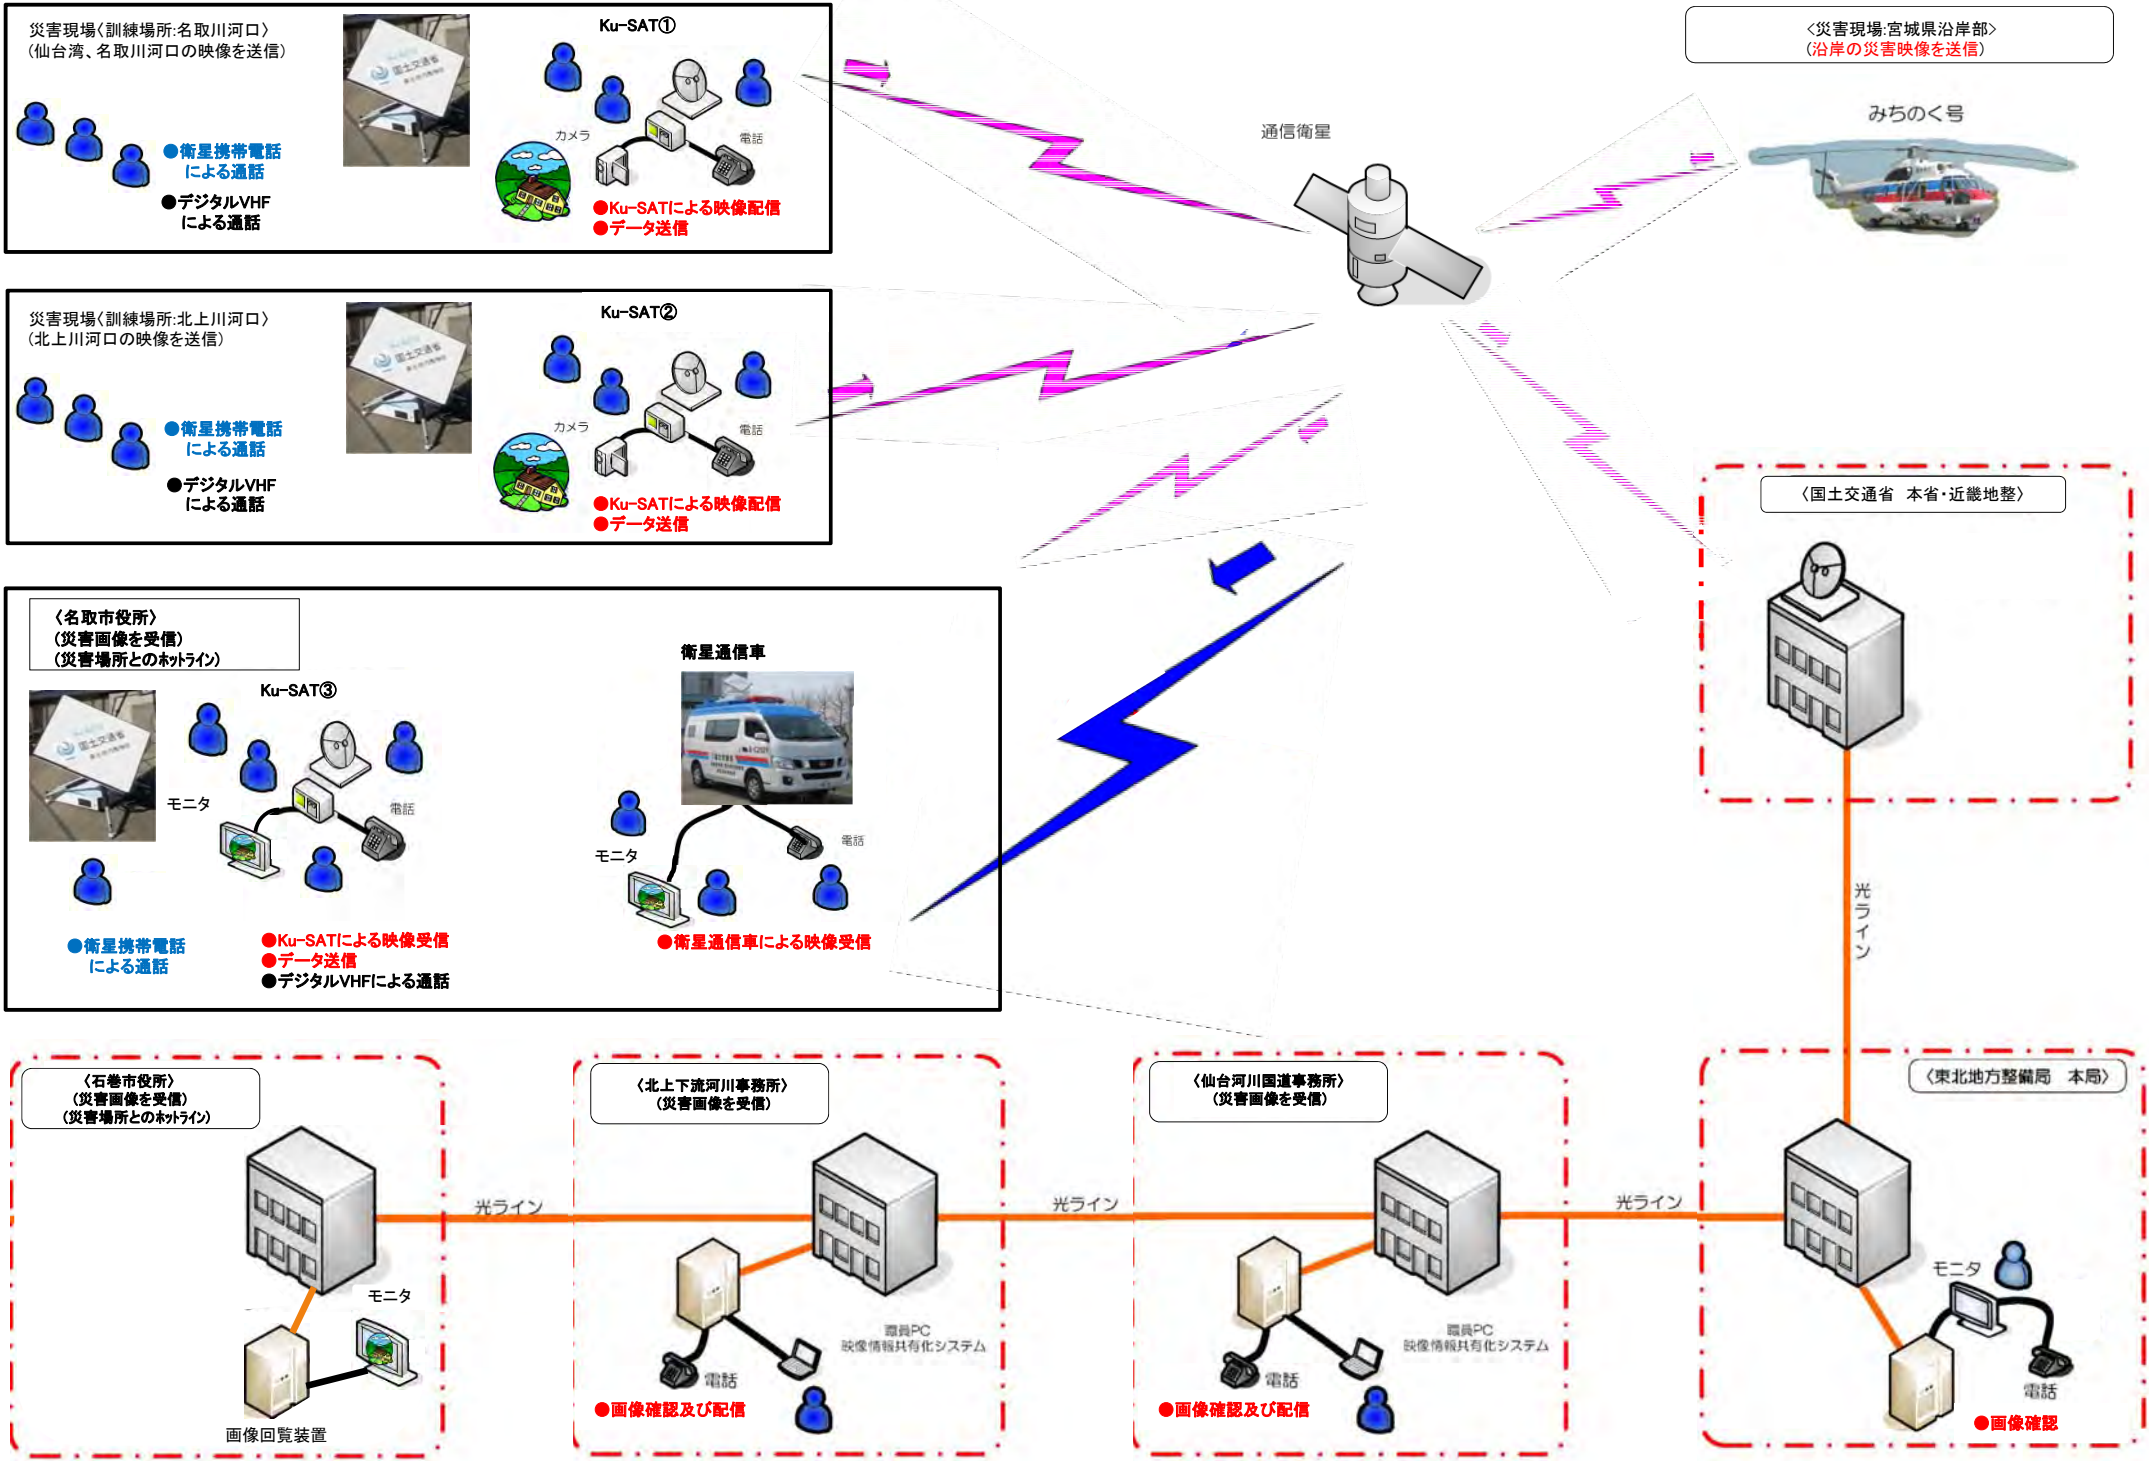 災害現場〈訓練場所:名取川河口〉
(仙台湾、名取川河口の映像を送信)
国土交通省
Ku-SAT①
カメラ
電話
●衛星携帯電話
による通話
●デジタルVHF
による通話
●Ku-SATによる映像配信
●データ送信
通信衛星
<災害現場:宮城県沿岸部>
(沿岸の災害映像を送信)
みちのく号
災害現場〈訓練場所:北上川河口〉
(北上川河口の映像を送信)
国土交通省
Ku-SAT②
カメラ
電話
●衛星携帯電話
による通話
●デジタルVHF
による通話
●Ku-SATによる映像配信
●データ送信
〈国土交通省 本省・近畿地整〉
〈名取市役所〉
(災害画像を受信)
(災害場所とのホットライン)
国土交通省
Ku-SAT③
モニタ
電話
●衛星携帯電話
による通話
●Ku-SATによる映像受信
●データ送信
●デジタルVHFによる通話
衛星通信車
モニタ
電話
●衛星通信車による映像受信
光ライン
〈石巻市役所〉
(災害画像を受信)
(災害場所とのホットライン)
モニタ
画像回覧装置
光ライン
〈北上下流河川事務所〉
(災害画像を受信)
職員PC
映像情報共有化システム
電話
●画像確認及び配信
光ライン
〈仙台河川国道事務所〉
(災害画像を受信)
職員PC
映像情報共有化システム
電話
●画像確認及び配信
光ライン
〈東北地方整備局 本局〉
モニタ
電話
●画像確認